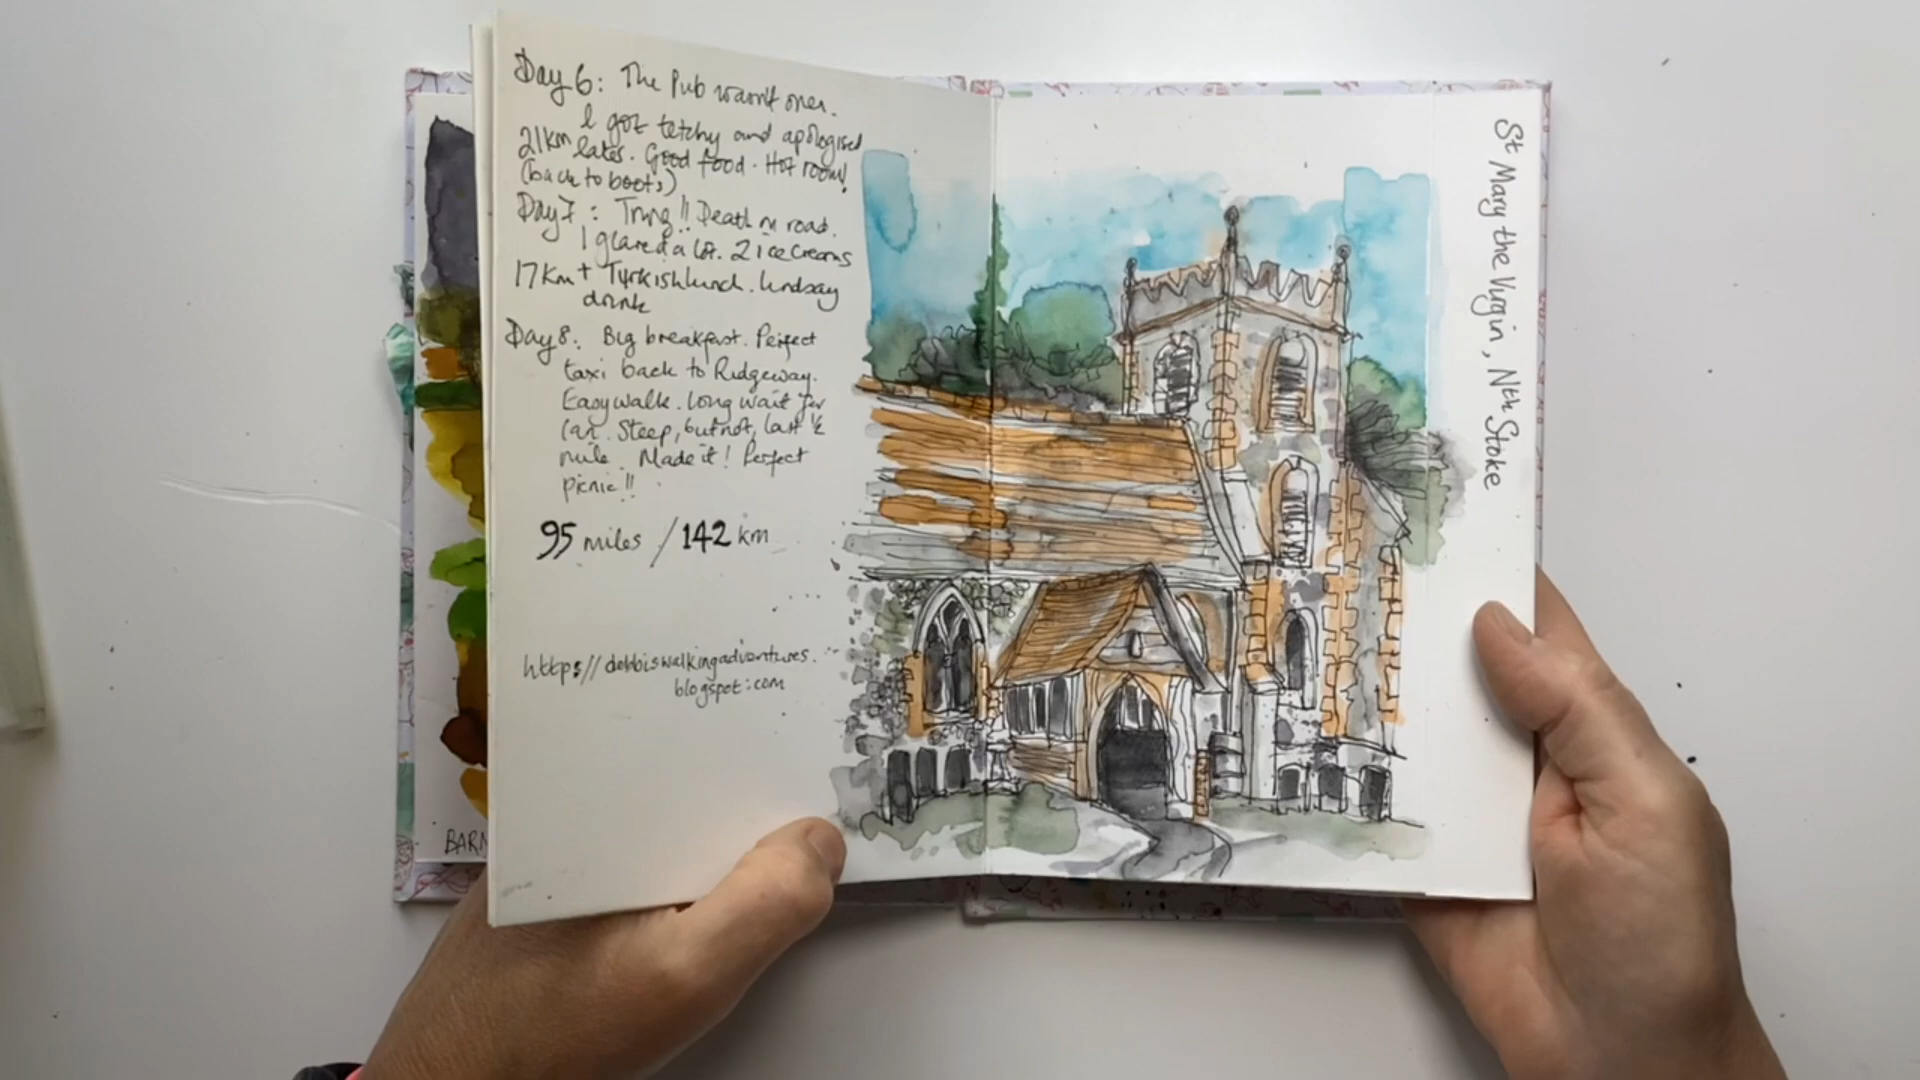 Day 6: The Pub wasn't open.
I got tetchy and apologised
21km later. Good food. Hot room!
(back to boots)
Day 7: Tring!! Death on road.
I glared a lot. 2 ice creams
17km + Turkish lunch. Lindsay
drink
Day 8. Big breakfast. Perfect
taxi back to Ridgeway.
Easy walk. Long wait for
car. Steep, but not, last ½
mile. Made it! Perfect
picnic!!
95 miles / 142 km
https://debbiswalkingadventures.
blogspot.com
BARN
St Mary the Virgin, Nth Stoke